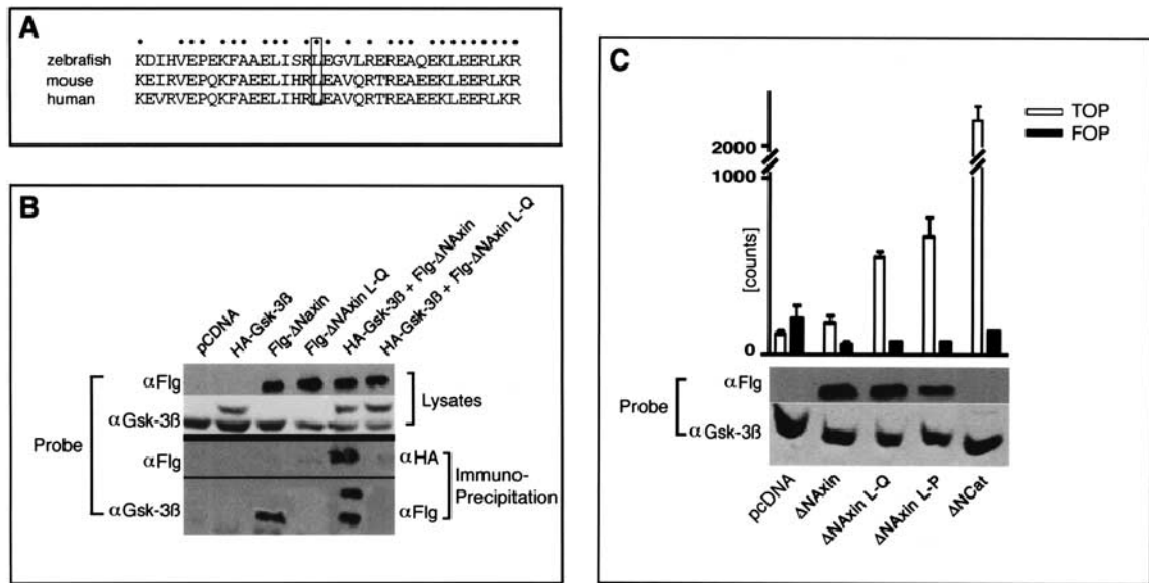 A
zebrafish KDIHVEPEKFAAELISRLEGVLREREAQEKLEERLKR
mouse KEIRVEPQKFAEELIHRLEAVQRTREAEEKLEERLKR
human KEVRVEPQKFAEELIHRLEAVQRTREAEEKLEERLKR
B
pCDNA
HA-Gsk-3ß
Flg-ΔNaxin
Flg-ΔNAxin L-Q
HA-Gsk-3ß + Flg-ΔNAxin
HA-Gsk-3ß + Flg-ΔNAxin L-Q
Probe
αFlg
αGsk-3ß
Lysates
αFlg
αGsk-3ß
αHA
αFlg
Immuno-
Precipitation
C
TOP
FOP
2000
1000
[counts]
0
Probe
αFlg
αGsk-3ß
pcDNA
ΔNAxin
ΔNAxin L-Q
ΔNAxin L-P
ΔNCat